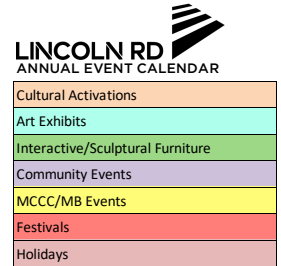 LINCOLN RD
ANNUAL EVENT CALENDAR
Cultural Activations
Art Exhibits
Interactive/Sculptural Furniture
Community Events
MCCC/MB Events
Festivals
Holidays